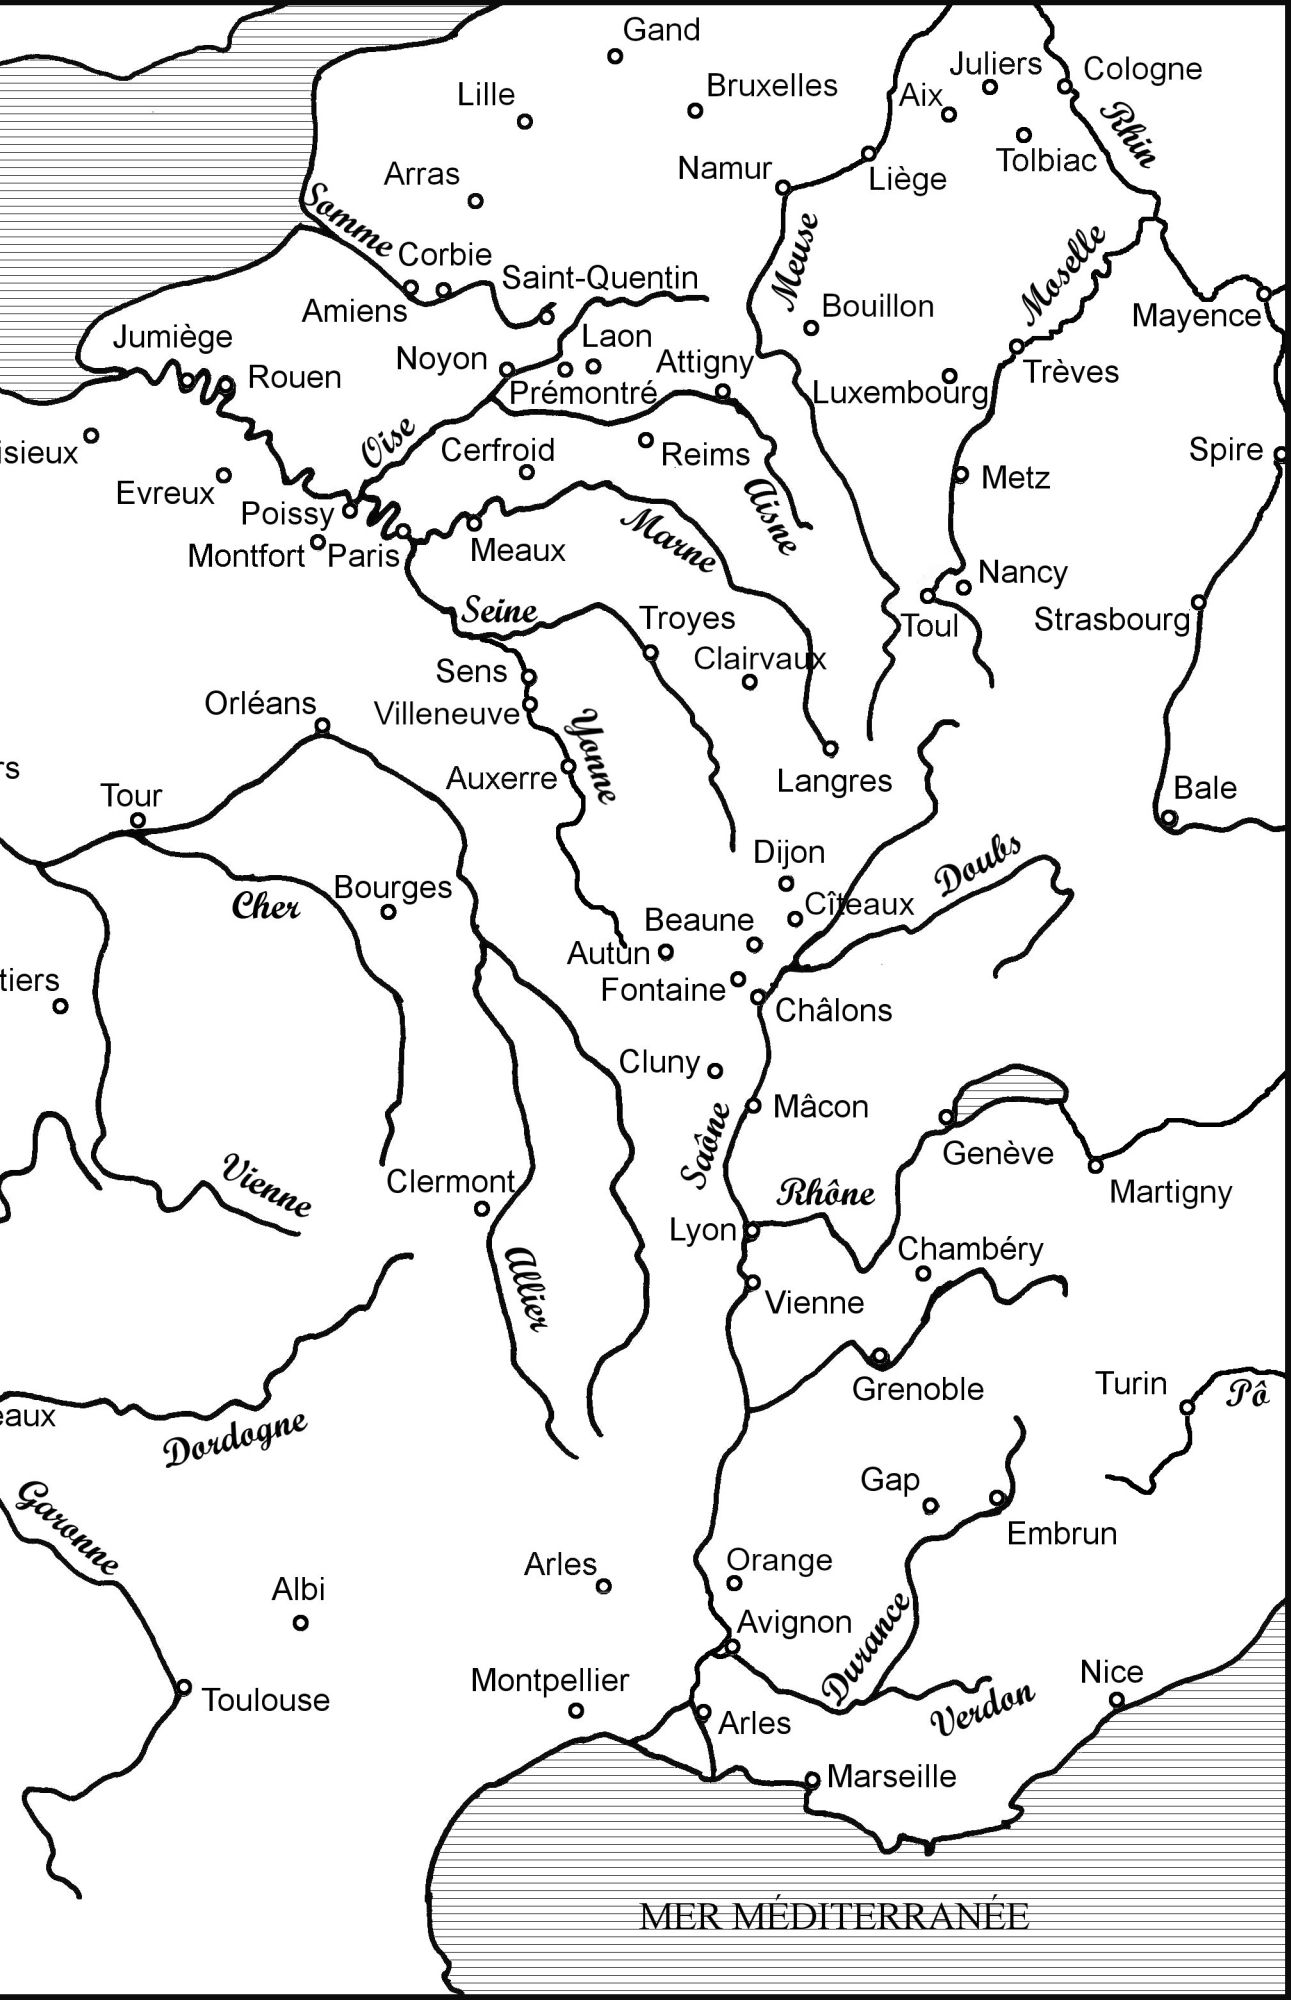 Gand
Juliers
Cologne
Bruxelles
Lille
Aix
Rhin
Tolbiac
Namur
Arras
Liège
Somme
Meuse
Moselle
Corbie
Saint-Quentin
Amiens
Bouillon
Mayence
Jumiège
Laon
Noyon
Attigny
Rouen
Trèves
Prémontré
Luxembourg
Oise
isieux
Cerfroid
Reims
Spire
Metz
Evreux
Poissy
Aisne
Marne
Montfort
Paris
Meaux
Nancy
Seine
Troyes
Toul
Strasbourg
Clairvaux
Sens
Orléans
Villeneuve
Yonne
rs
Auxerre
Langres
Tour
Bale
Dijon
Doubs
Bourges
Cher
Cîteaux
Beaune
Autun
tiers
Fontaine
Châlons
Cluny
Mâcon
Saône
Genève
Vienne
Clermont
Rhône
Martigny
Lyon
Chambéry
Allier
Vienne
Grenoble
Turin
Pô
eaux
Dordogne
Gap
Garonne
Embrun
Arles
Orange
Albi
Avignon
Durance
Montpellier
Nice
Toulouse
Verdon
Arles
Marseille
MER MÉDITERRANÉE